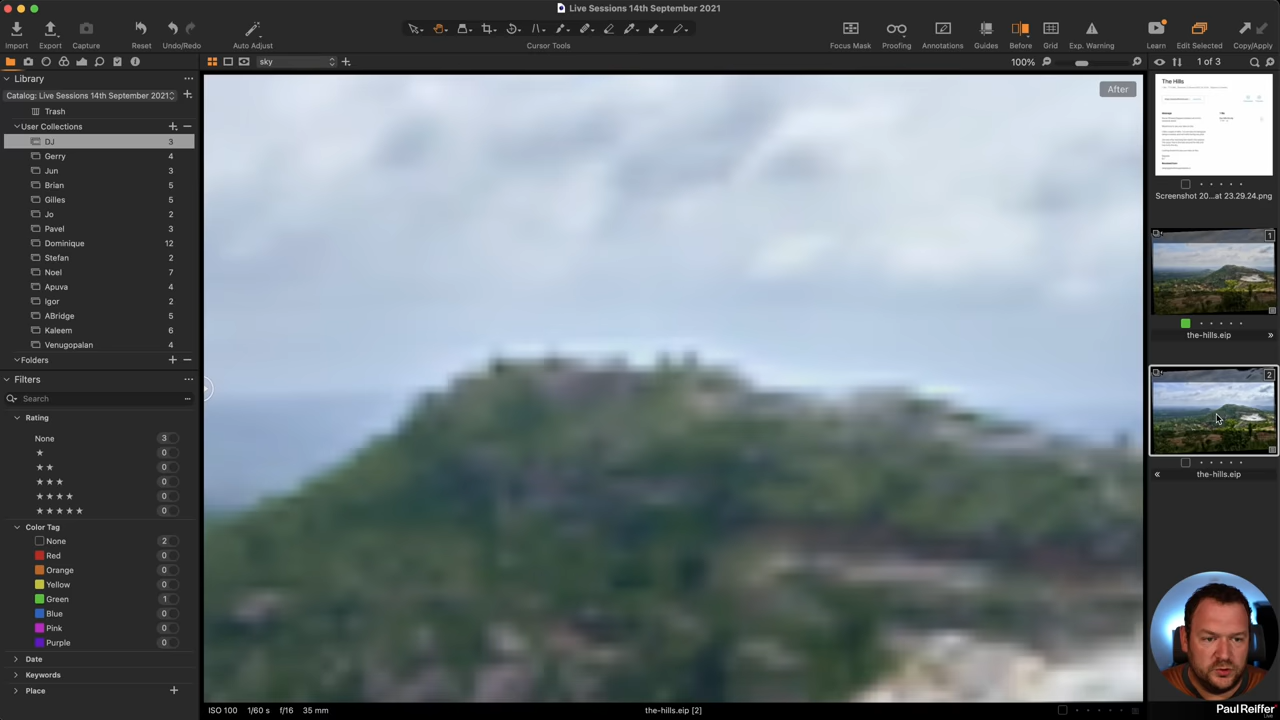 Live Sessions 14th September 2021
Import
Export
Capture
Reset
Undo/Redo
Auto Adjust
Cursor Tools
Focus Mask
Proofing
Annotations
Guides
Before
Grid
Exp. Warning
Learn
Edit Selected
Copy/Apply
sky
100%
1 of 3
Library
Catalog: Live Sessions 14th September 2021
Trash
User Collections
DJ 3
Gerry 4
Jun 3
Brian 5
Gilles 5
Jo 2
Pavel 3
Dominique 12
Stefan 2
Noel 7
Apuva 4
Igor 2
ABridge 5
Kaleem 6
Venugopalan 4
Folders
Filters
Search
Rating
None 3
0
0
0
0
0
Color Tag
None 2
Red 0
Orange 0
Yellow 0
Green 1
Blue 0
Pink 0
Purple 0
Date
Keywords
Place
After
ISO 100 1/60 s f/16 35 mm
the-hills.eip [2]
The Hills
Screenshot 20...at 23.29.24.png
1
the-hills.eip
2
the-hills.eip
Paul Reiffer
Live